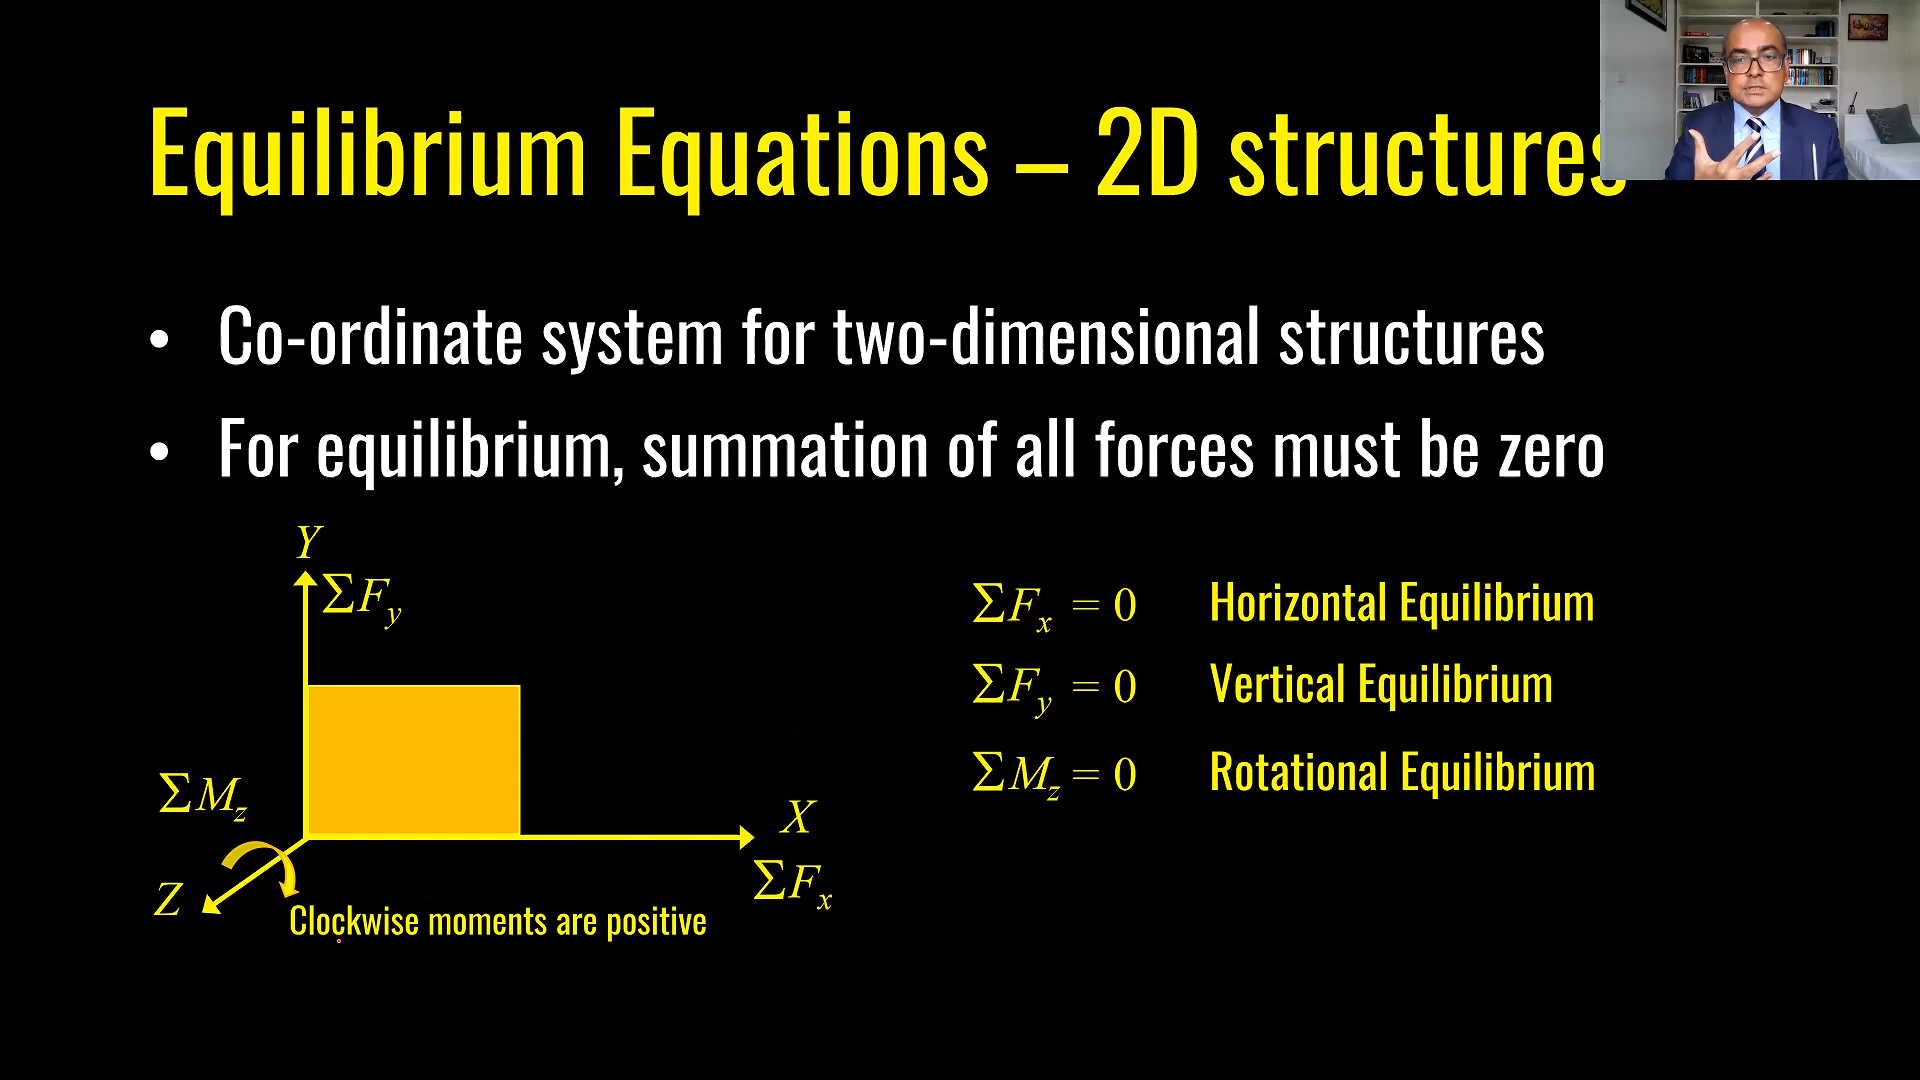 Equilibrium Equations – 2D structures
• Co-ordinate system for two-dimensional structures
• For equilibrium, summation of all forces must be zero
Y
ΣFy
ΣMz
Z
X
ΣFx
Clockwise moments are positive
ΣFx = 0 Horizontal Equilibrium
ΣFy = 0 Vertical Equilibrium
ΣMz = 0 Rotational Equilibrium